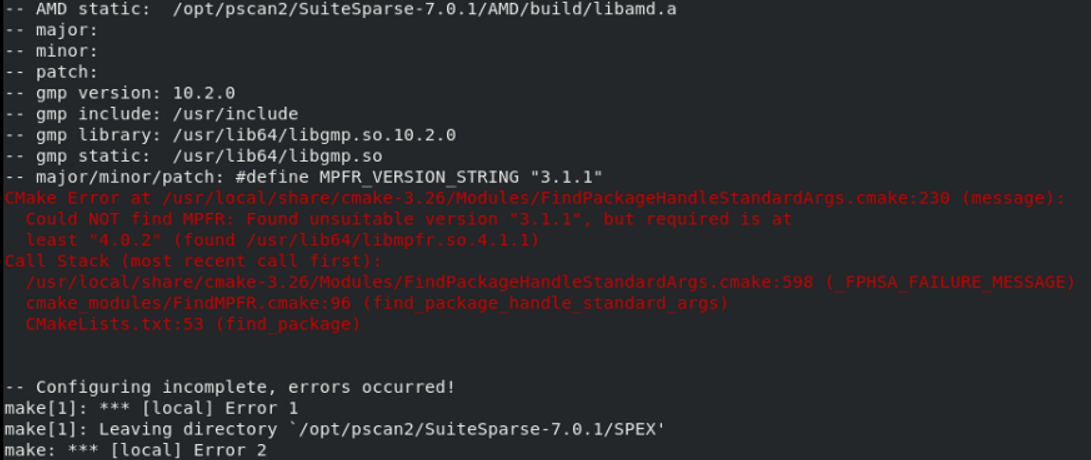 -- AMD static:  /opt/pscan2/SuiteSparse-7.0.1/AMD/build/libamd.a
-- major:
-- minor:
-- patch:
-- gmp version: 10.2.0
-- gmp include: /usr/include
-- gmp library: /usr/lib64/libgmp.so.10.2.0
-- gmp static:  /usr/lib64/libgmp.so
-- major/minor/patch: #define MPFR_VERSION_STRING "3.1.1"
CMake Error at /usr/local/share/cmake-3.26/Modules/FindPackageHandleStandardArgs.cmake:230 (message):
  Could NOT find MPFR: Found unsuitable version "3.1.1", but required is at
  least "4.0.2" (found /usr/lib64/libmpfr.so.4.1.1)
Call Stack (most recent call first):
  /usr/local/share/cmake-3.26/Modules/FindPackageHandleStandardArgs.cmake:598 (_FPHSA_FAILURE_MESSAGE)
  cmake_modules/FindMPFR.cmake:96 (find_package_handle_standard_args)
  CMakeLists.txt:53 (find_package)
-- Configuring incomplete, errors occurred!
make[1]: *** [local] Error 1
make[1]: Leaving directory `/opt/pscan2/SuiteSparse-7.0.1/SPEX'
make: *** [local] Error 2